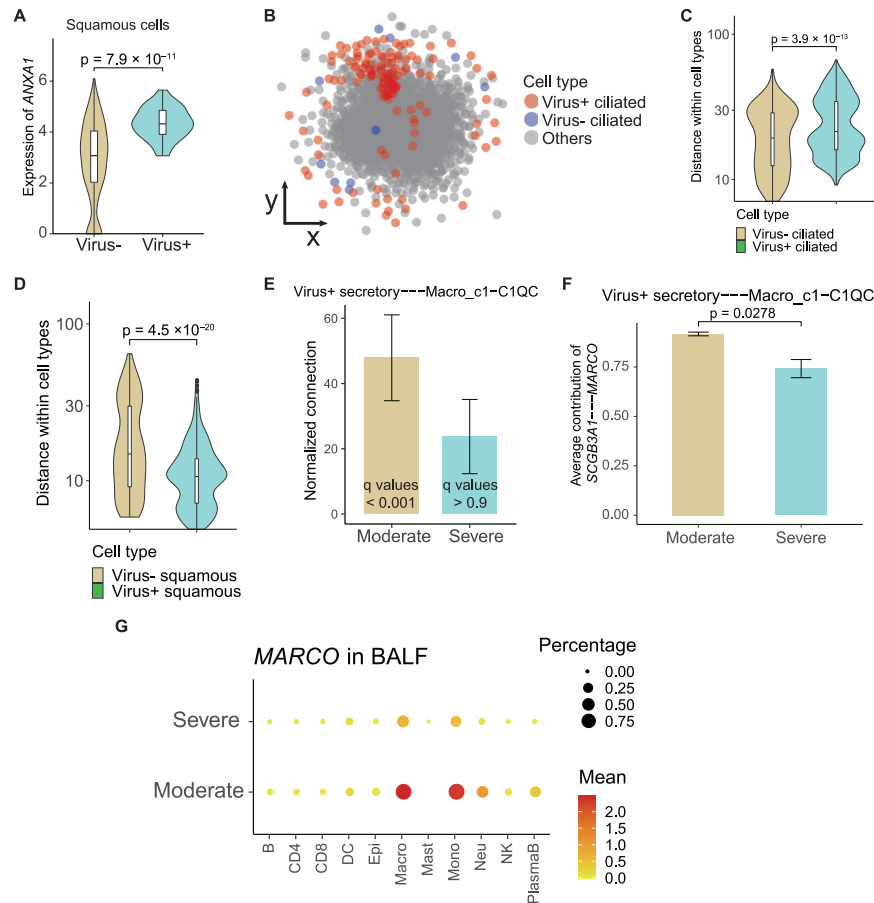 A
Squamous cells
p = 7.9 × 10⁻¹¹
Expression of ANXA1
6
4
2
0
Virus-
Virus+
B
Cell type
Virus+ ciliated
Virus- ciliated
Others
y
x
C
p = 3.9 × 10⁻¹³
Distance within cell types
100
30
10
Cell type
Virus- ciliated
Virus+ ciliated
D
p = 4.5 ×10⁻²⁰
Distance within cell types
100
30
10
Cell type
Virus- squamous
Virus+ squamous
E
Virus+ secretory---Macro_c1-C1QC
Normalized connection
60
40
20
0
q values
< 0.001
q values
> 0.9
Moderate
Severe
F
Virus+ secretory---Macro_c1-C1QC
p = 0.0278
Average contribution of
SCGB3A1----MARCO
0.75
0.50
0.25
0.00
Moderate
Severe
G
MARCO in BALF
Severe
Moderate
B
CD4
CD8
DC
Epi
Macro
Mast
Mono
Neu
NK
PlasmaB
Percentage
0.00
0.25
0.50
0.75
Mean
2.0
1.5
1.0
0.5
0.0